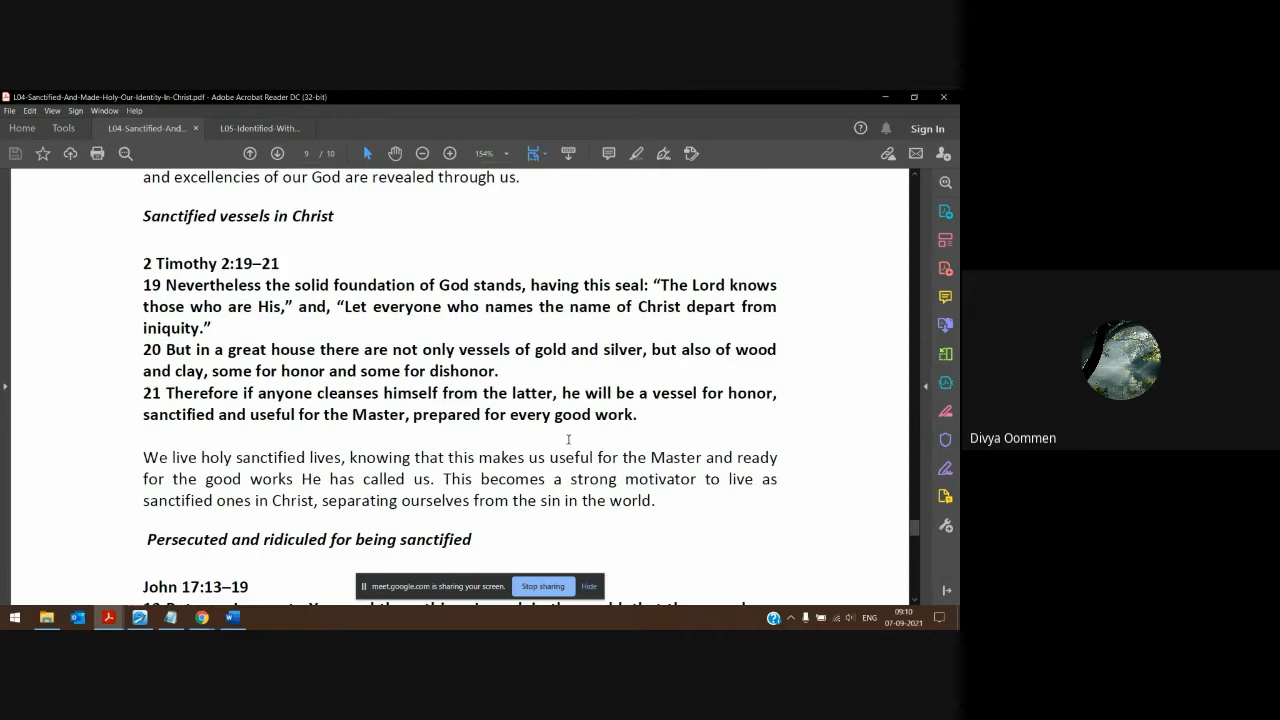 L04-Sanctified-And-Made-Holy-Our-Identity-In-Christ.pdf - Adobe Acrobat Reader DC (32-bit)
File Edit View Sign Window Help
Home Tools L04-Sanctified-And... × L05-Identified-With... Sign In
9 / 10 154%
and excellencies of our God are revealed through us.
Sanctified vessels in Christ
2 Timothy 2:19–21
19 Nevertheless the solid foundation of God stands, having this seal: “The Lord knows
those who are His,” and, “Let everyone who names the name of Christ depart from
iniquity.”
20 But in a great house there are not only vessels of gold and silver, but also of wood
and clay, some for honor and some for dishonor.
21 Therefore if anyone cleanses himself from the latter, he will be a vessel for honor,
sanctified and useful for the Master, prepared for every good work.
Divya Oommen
We live holy sanctified lives, knowing that this makes us useful for the Master and ready
for the good works He has called us. This becomes a strong motivator to live as
sanctified ones in Christ, separating ourselves from the sin in the world.
Persecuted and ridiculed for being sanctified
John 17:13–19
meet.google.com is sharing your screen. Stop sharing Hide
ENG
09:10
07-09-2021